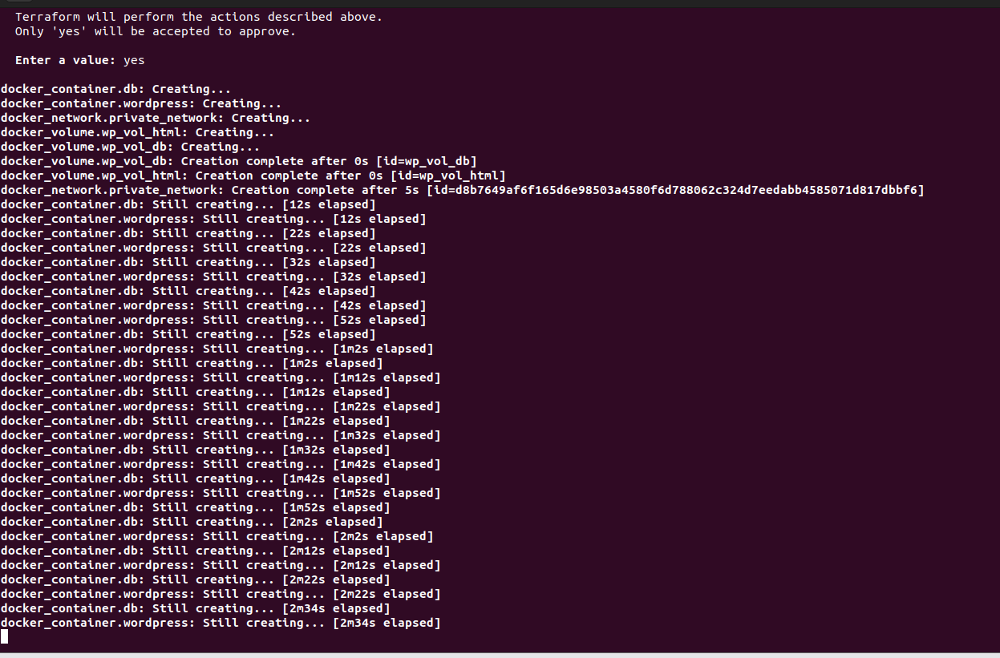 Terraform will perform the actions described above.
Only 'yes' will be accepted to approve.
Enter a value: yes
docker_container.db: Creating...
docker_container.wordpress: Creating...
docker_network.private_network: Creating...
docker_volume.wp_vol_html: Creating...
docker_volume.wp_vol_db: Creating...
docker_volume.wp_vol_db: Creation complete after 0s [id=wp_vol_db]
docker_volume.wp_vol_html: Creation complete after 0s [id=wp_vol_html]
docker_network.private_network: Creation complete after 5s [id=d8b7649af6f165d6e98503a4580f6d788062c324d7eedabb4585071d817dbbf6]
docker_container.db: Still creating... [12s elapsed]
docker_container.wordpress: Still creating... [12s elapsed]
docker_container.db: Still creating... [22s elapsed]
docker_container.wordpress: Still creating... [22s elapsed]
docker_container.db: Still creating... [32s elapsed]
docker_container.wordpress: Still creating... [32s elapsed]
docker_container.db: Still creating... [42s elapsed]
docker_container.wordpress: Still creating... [42s elapsed]
docker_container.wordpress: Still creating... [52s elapsed]
docker_container.db: Still creating... [52s elapsed]
docker_container.wordpress: Still creating... [1m2s elapsed]
docker_container.db: Still creating... [1m2s elapsed]
docker_container.wordpress: Still creating... [1m12s elapsed]
docker_container.db: Still creating... [1m12s elapsed]
docker_container.wordpress: Still creating... [1m22s elapsed]
docker_container.db: Still creating... [1m22s elapsed]
docker_container.wordpress: Still creating... [1m32s elapsed]
docker_container.db: Still creating... [1m32s elapsed]
docker_container.wordpress: Still creating... [1m42s elapsed]
docker_container.db: Still creating... [1m42s elapsed]
docker_container.wordpress: Still creating... [1m52s elapsed]
docker_container.db: Still creating... [1m52s elapsed]
docker_container.db: Still creating... [2m2s elapsed]
docker_container.wordpress: Still creating... [2m2s elapsed]
docker_container.db: Still creating... [2m12s elapsed]
docker_container.wordpress: Still creating... [2m12s elapsed]
docker_container.db: Still creating... [2m22s elapsed]
docker_container.wordpress: Still creating... [2m22s elapsed]
docker_container.db: Still creating... [2m34s elapsed]
docker_container.wordpress: Still creating... [2m34s elapsed]